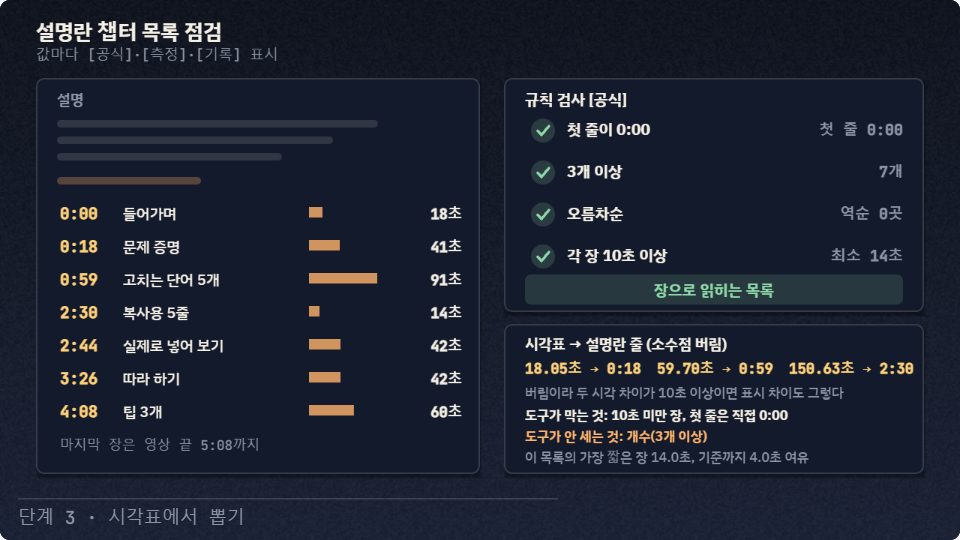 설명란 챕터 목록 점검
값마다 [공식]·[측정]·[기록] 표시
설명
0:00 들어가며 18초
0:18 문제 증명 41초
0:59 고치는 단어 5개 91초
2:30 복사용 5줄 14초
2:44 실제로 넣어 보기 42초
3:26 따라 하기 42초
4:08 팁 3개 60초
마지막 장은 영상 끝 5:08까지
규칙 검사 [공식]
첫 줄이 0:00 첫 줄 0:00
3개 이상 7개
오름차순 역순 0곳
각 장 10초 이상 최소 14초
장으로 읽히는 목록
시각표 → 설명란 줄 (소수점 버림)
18.05초 → 0:18 59.70초 → 0:59 150.63초 → 2:30
버림이라 두 시각 차이가 10초 이상이면 표시 차이도 그렇다
도구가 막는 것: 10초 미만 장, 첫 줄은 직접 0:00
도구가 안 세는 것: 개수(3개 이상)
이 목록의 가장 짧은 장 14.0초, 기준까지 4.0초 여유
단계 3 · 시각표에서 뽑기